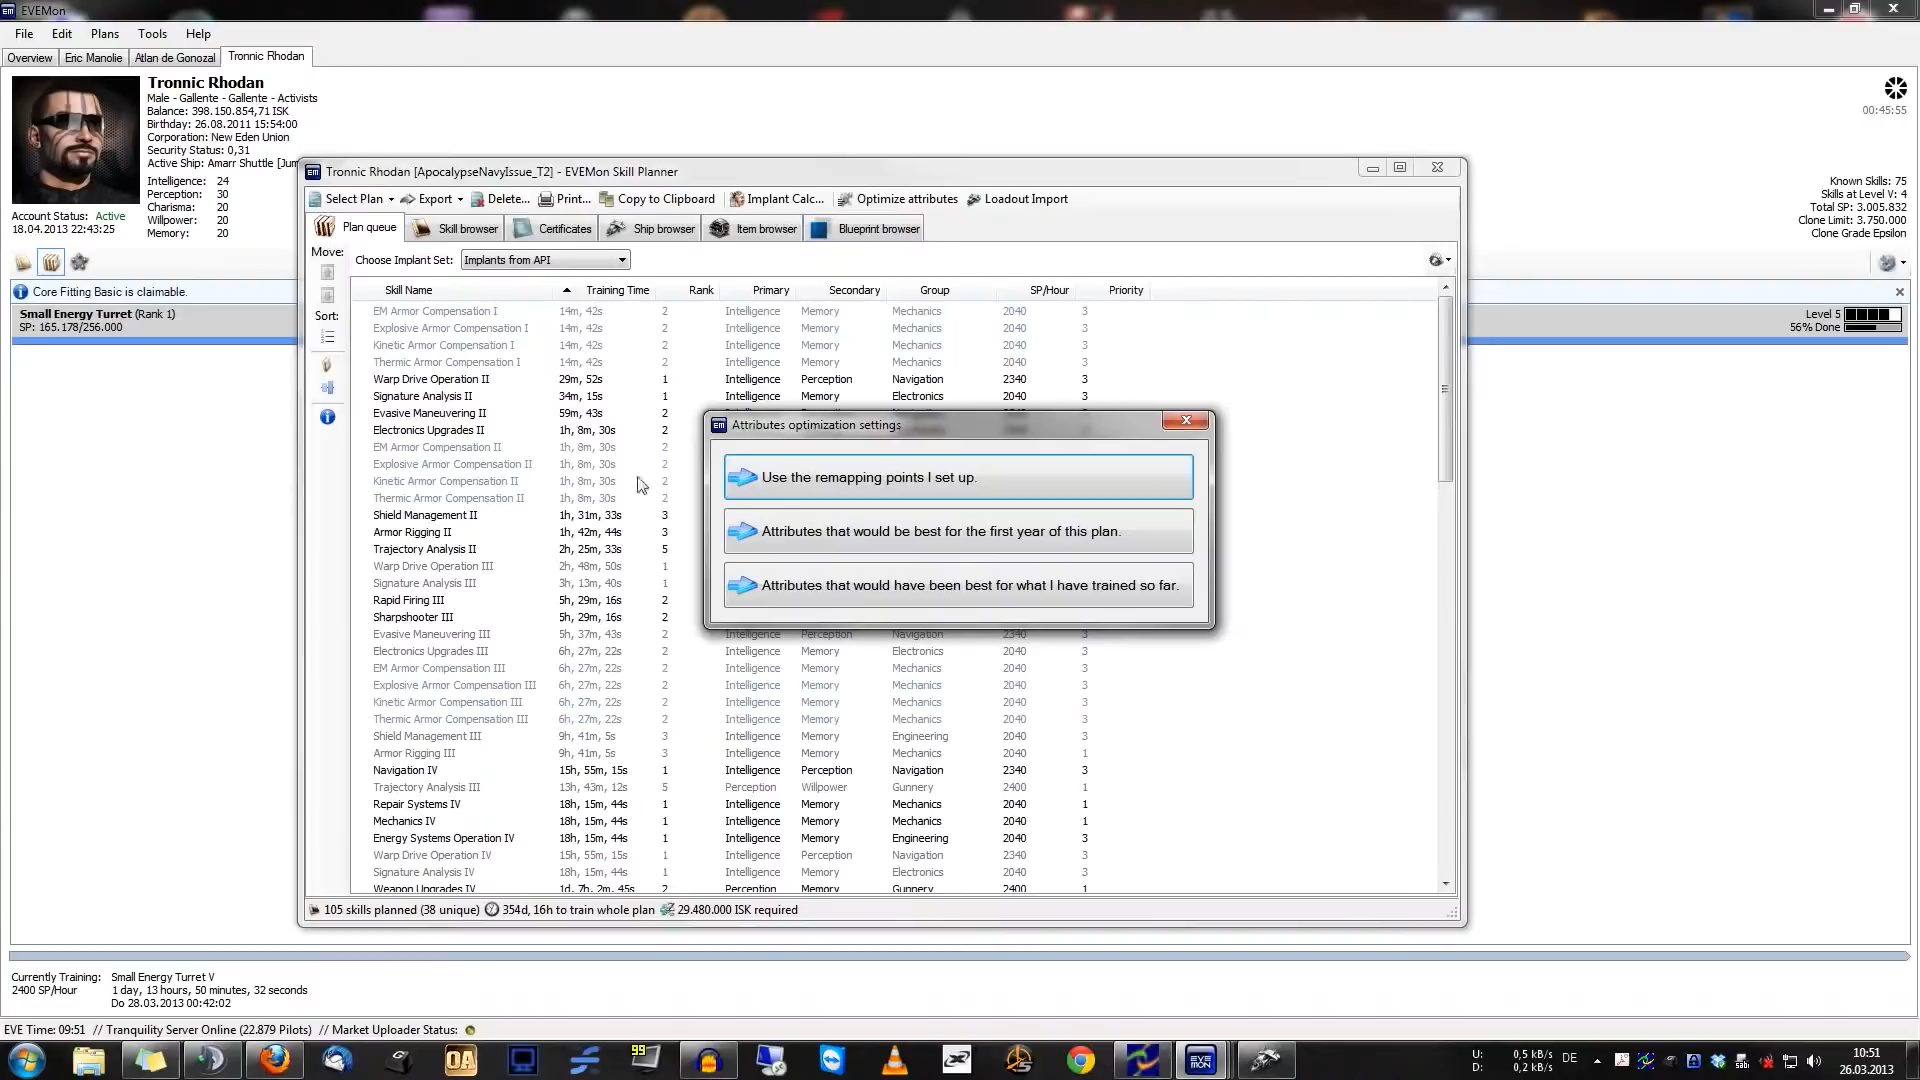 EVEMon
File Edit Plans Tools Help
Overview Eric Manolie Atlan de Gonozal Tronnic Rhodan
Tronnic Rhodan
Male - Gallente - Gallente - Activists
Balance: 398.150.854,71 ISK
Birthday: 26.08.2011 15:54:00
Corporation: New Eden Union
Security Status: 0,31
Active Ship: Amarr Shuttle [Jum
Intelligence: 24
Perception: 30
Charisma: 20
Willpower: 20
Memory: 20
Account Status: Active
18.04.2013 22:43:25
00:45:55
Known Skills: 75
Skills at Level V: 4
Total SP: 3.005.832
Clone Limit: 3.750.000
Clone Grade Epsilon
Core Fitting Basic is claimable.
Small Energy Turret (Rank 1)
SP: 165.178/256.000
Level 5
56% Done
Tronnic Rhodan [ApocalypseNavyIssue_T2] - EVEMon Skill Planner
Select Plan Export Delete... Print... Copy to Clipboard Implant Calc... Optimize attributes Loadout Import
Plan queue Skill browser Certificates Ship browser Item browser Blueprint browser
Move:
Choose Implant Set: Implants from API
Sort:
Skill Name Training Time Rank Primary Secondary Group SP/Hour Priority
EM Armor Compensation I 14m, 42s 2 Intelligence Memory Mechanics 2040 3
Explosive Armor Compensation I 14m, 42s 2 Intelligence Memory Mechanics 2040 3
Kinetic Armor Compensation I 14m, 42s 2 Intelligence Memory Mechanics 2040 3
Thermic Armor Compensation I 14m, 42s 2 Intelligence Memory Mechanics 2040 3
Warp Drive Operation II 29m, 52s 1 Intelligence Perception Navigation 2340 3
Signature Analysis II 34m, 15s 1 Intelligence Memory Electronics 2040 3
Evasive Maneuvering II 59m, 43s 2
Electronics Upgrades II 1h, 8m, 30s 2
EM Armor Compensation II 1h, 8m, 30s 2
Explosive Armor Compensation II 1h, 8m, 30s 2
Kinetic Armor Compensation II 1h, 8m, 30s 2
Thermic Armor Compensation II 1h, 8m, 30s 2
Shield Management II 1h, 31m, 33s 3
Armor Rigging II 1h, 42m, 44s 3
Trajectory Analysis II 2h, 25m, 33s 5
Warp Drive Operation III 2h, 48m, 50s 1
Signature Analysis III 3h, 13m, 40s 1
Rapid Firing III 5h, 29m, 16s 2
Sharpshooter III 5h, 29m, 16s 2
Evasive Maneuvering III 5h, 37m, 43s 2 Intelligence Perception Navigation 2340 3
Electronics Upgrades III 6h, 27m, 22s 2 Intelligence Memory Electronics 2040 3
EM Armor Compensation III 6h, 27m, 22s 2 Intelligence Memory Mechanics 2040 3
Explosive Armor Compensation III 6h, 27m, 22s 2 Intelligence Memory Mechanics 2040 3
Kinetic Armor Compensation III 6h, 27m, 22s 2 Intelligence Memory Mechanics 2040 3
Thermic Armor Compensation III 6h, 27m, 22s 2 Intelligence Memory Mechanics 2040 3
Shield Management III 9h, 41m, 5s 3 Intelligence Memory Engineering 2040 3
Armor Rigging III 9h, 41m, 5s 3 Intelligence Memory Mechanics 2040 1
Navigation IV 15h, 55m, 15s 1 Intelligence Perception Navigation 2340 3
Trajectory Analysis III 13h, 43m, 12s 5 Perception Willpower Gunnery 2400 1
Repair Systems IV 18h, 15m, 44s 1 Intelligence Memory Mechanics 2040 1
Mechanics IV 18h, 15m, 44s 1 Intelligence Memory Mechanics 2040 1
Energy Systems Operation IV 18h, 15m, 44s 1 Intelligence Memory Engineering 2040 3
Warp Drive Operation IV 15h, 55m, 15s 1 Intelligence Perception Navigation 2340 3
Signature Analysis IV 18h, 15m, 44s 1 Intelligence Memory Electronics 2040 3
Weapon Upgrades IV 1d, 7h, 2m, 45s 2 Perception Memory Gunnery 2400 1
105 skills planned (38 unique) 354d, 16h to train whole plan 29.480.000 ISK required
Attributes optimization settings
Use the remapping points I set up.
Attributes that would be best for the first year of this plan.
Attributes that would have been best for what I have trained so far.
Currently Training: Small Energy Turret V
2400 SP/Hour 1 day, 13 hours, 50 minutes, 32 seconds
Do 28.03.2013 00:42:02
EVE Time: 09:51 // Tranquility Server Online (22.879 Pilots) // Market Uploader Status:
OA
99
EVE
MON
U: 0,5 kB/s
D: 0,2 kB/s
DE
10:51
26.03.2013